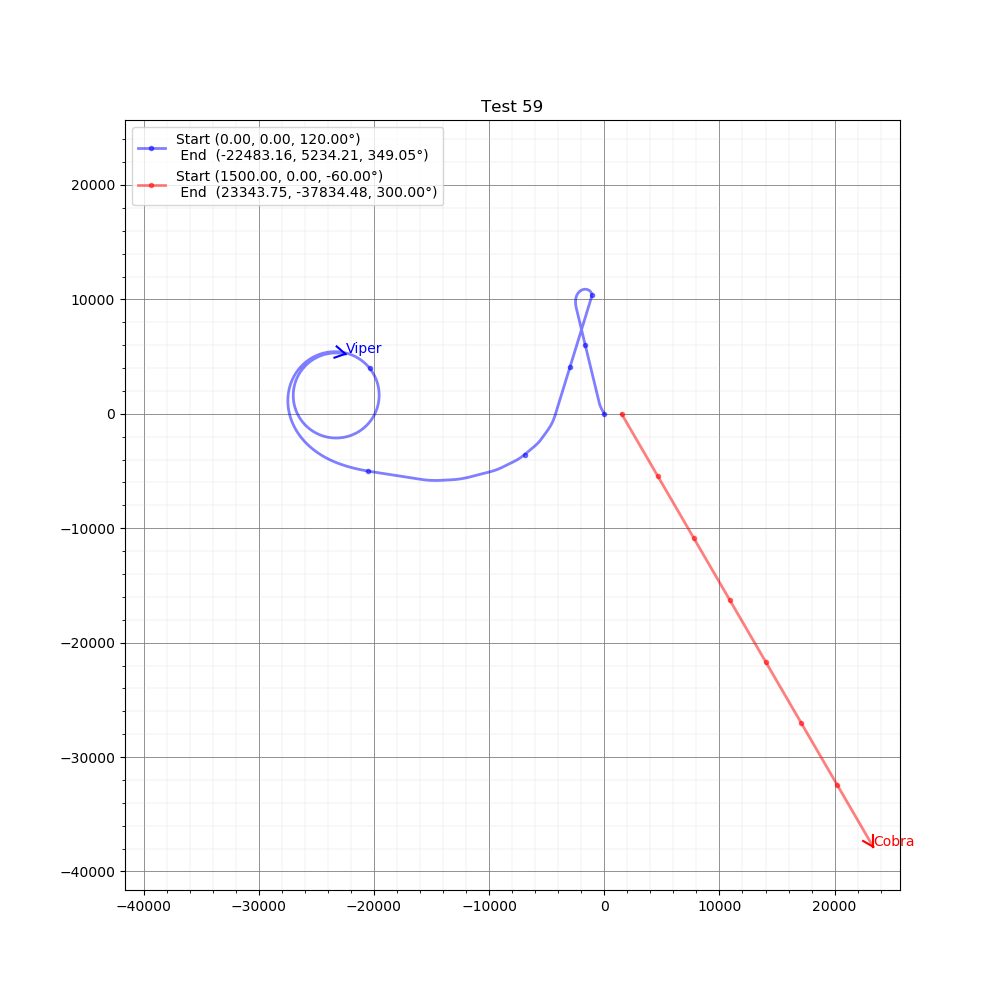 Test 59
Start (0.00, 0.00, 120.00°)
End (-22483.16, 5234.21, 349.05°)
Start (1500.00, 0.00, -60.00°)
End (23343.75, -37834.48, 300.00°)
20000
10000
0
−10000
−20000
−30000
−40000
Viper
Cobra
−40000 −30000 −20000 −10000 0 10000 20000